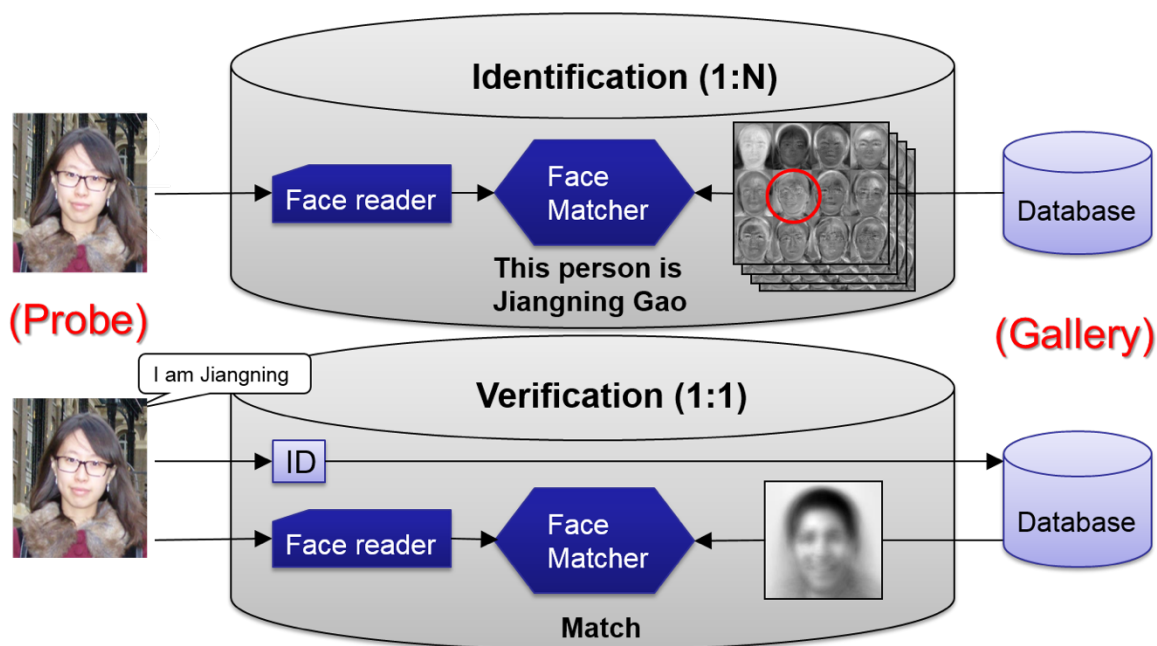 Identification (1:N)
Face reader
Face
Matcher
Database
This person is
Jiangning Gao
(Probe)
(Gallery)
I am Jiangning
Verification (1:1)
ID
Face reader
Face
Matcher
Database
Match